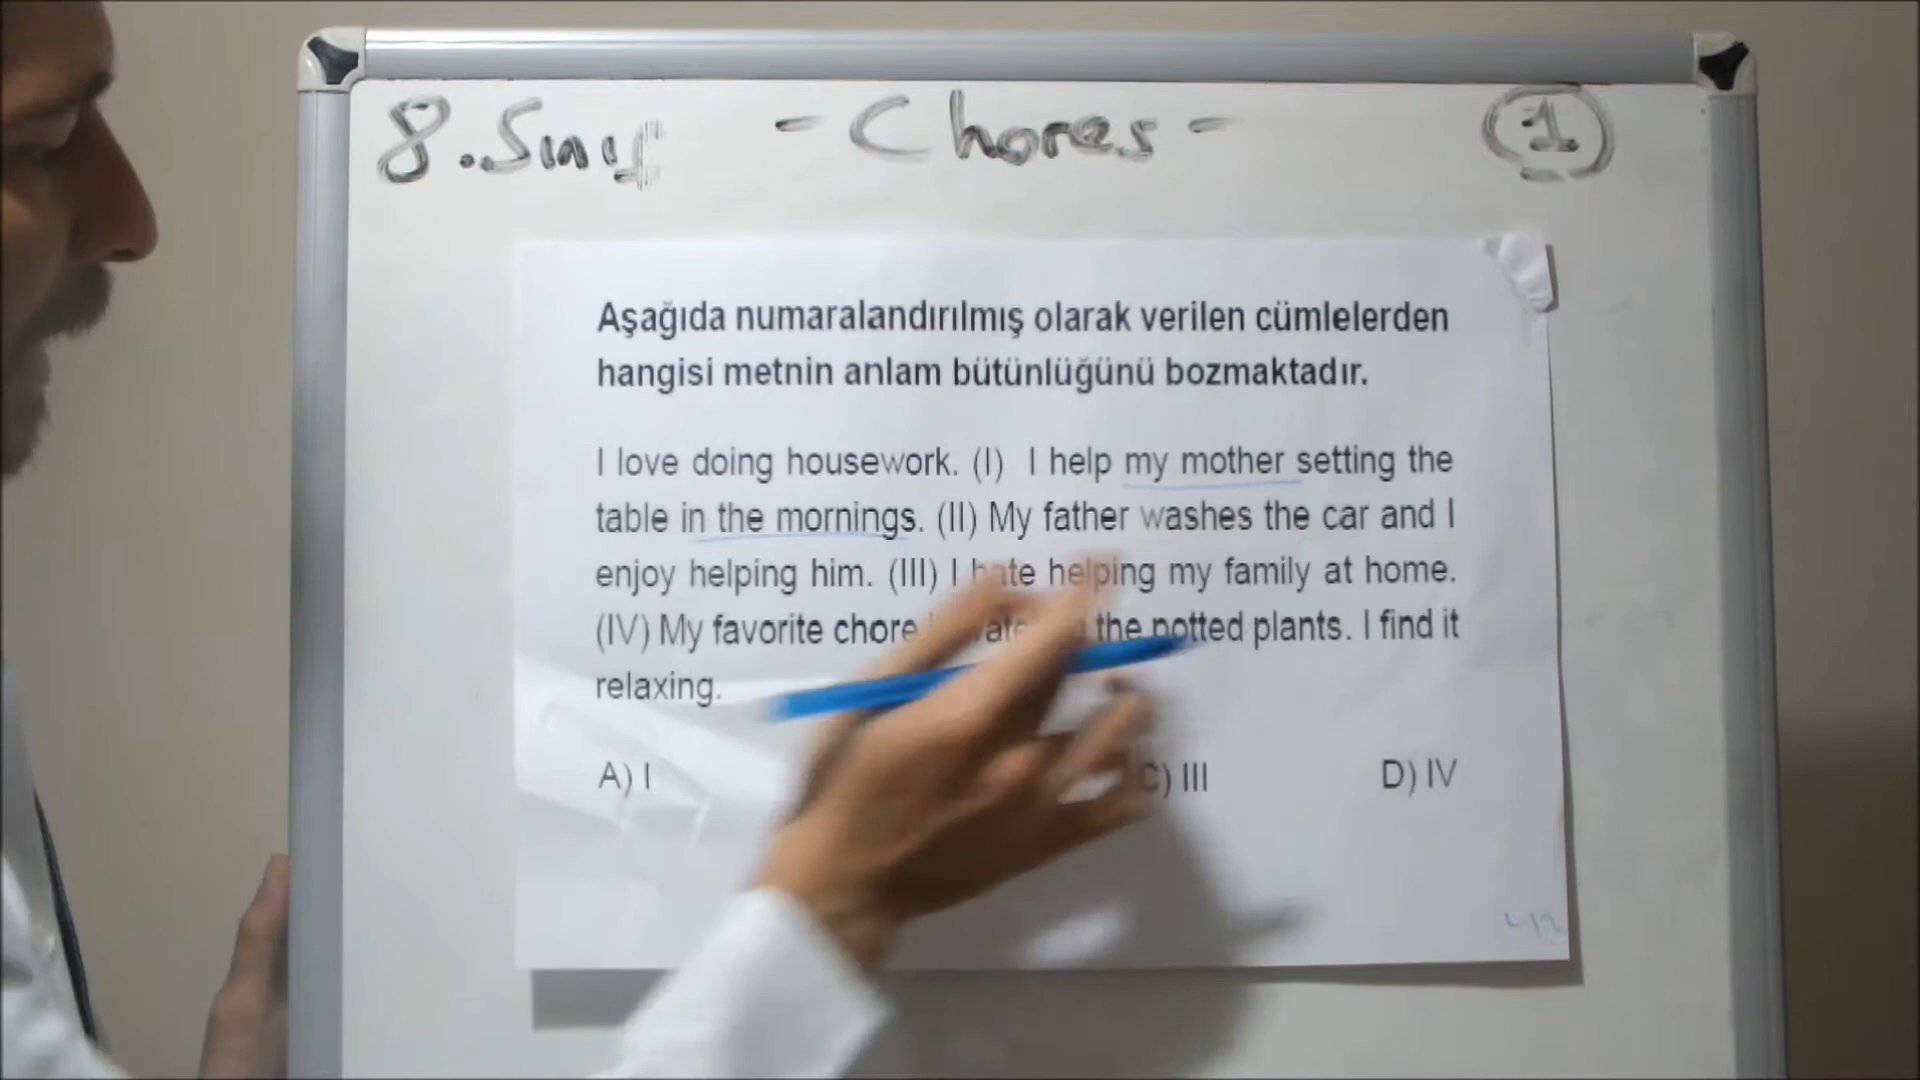 8.Sınıf - Chores - 1
Aşağıda numaralandırılmış olarak verilen cümlelerden
hangisi metnin anlam bütünlüğünü bozmaktadır.
I love doing housework. (I) I help my mother setting the
table in the mornings. (II) My father washes the car and I
enjoy helping him. (III) I hate helping my family at home.
(IV) My favorite chore the potted plants. I find it
relaxing.
A) I C) III D) IV